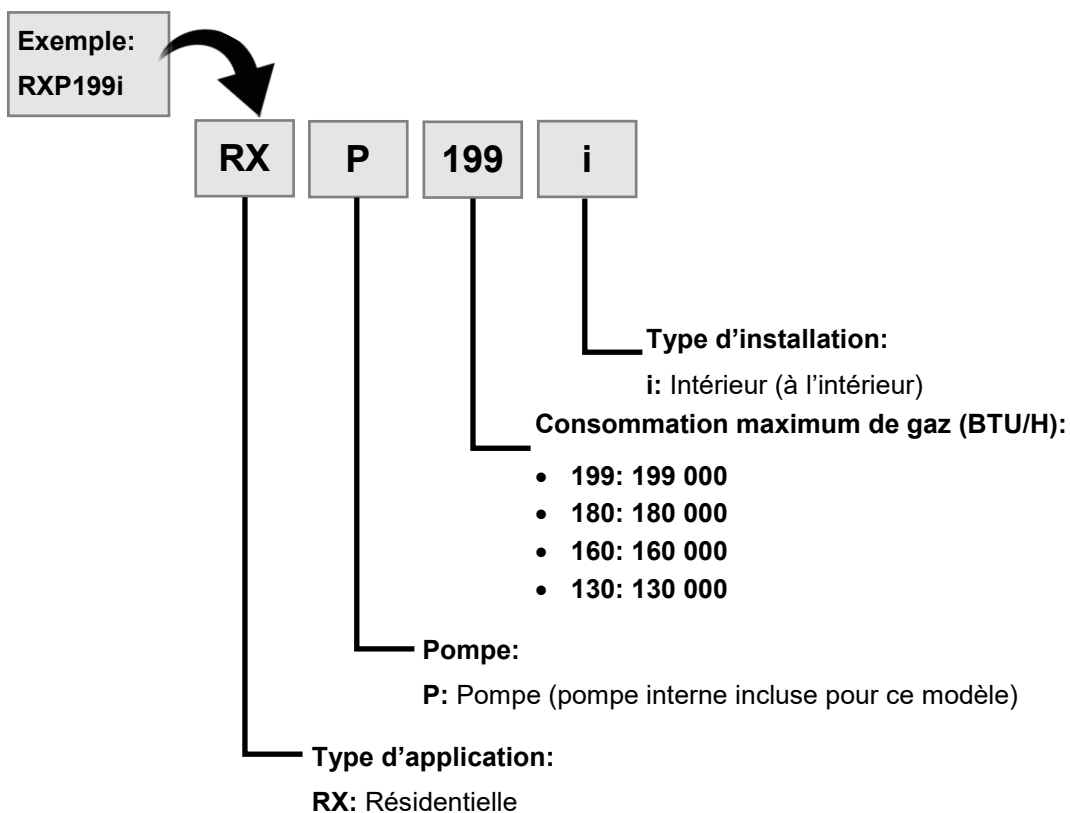 Exemple:
RXP199i
RX P 199 i
Type d’installation:
i: Intérieur (à l’intérieur)
Consommation maximum de gaz (BTU/H):
• 199: 199 000
• 180: 180 000
• 160: 160 000
• 130: 130 000
Pompe:
P: Pompe (pompe interne incluse pour ce modèle)
Type d’application:
RX: Résidentielle